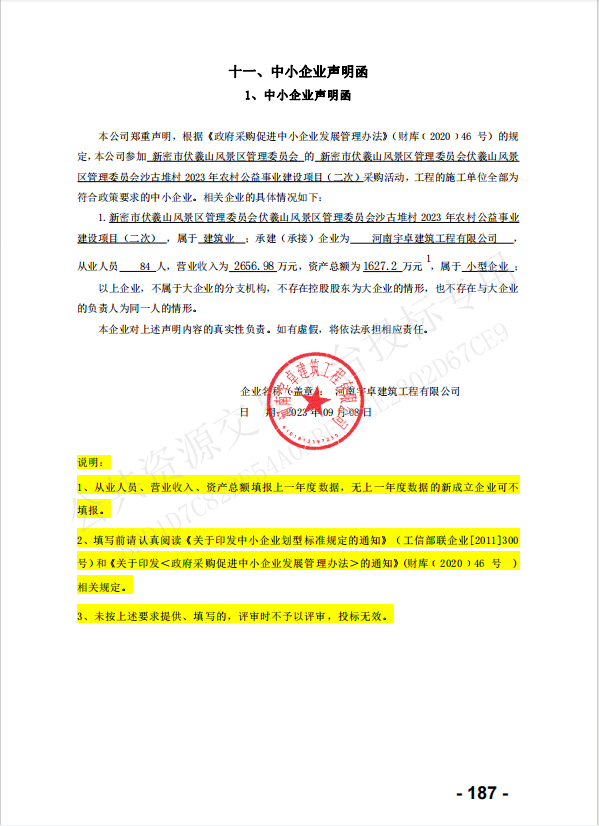 十一、中小企业声明函
1、中小企业声明函
本公司郑重声明，根据《政府采购促进中小企业发展管理办法》（财库﹝2020﹞46 号）的规
定，本公司参加 新密市伏羲山风景区管理委员会 的 新密市伏羲山风景区管理委员会伏羲山风景
区管理委员会沙古堆村 2023 年农村公益事业建设项目（二次）采购活动，工程的施工单位全部为
符合政策要求的中小企业。相关企业的具体情况如下：
1.新密市伏羲山风景区管理委员会伏羲山风景区管理委员会沙古堆村 2023 年农村公益事业
建设项目（二次） ，属于 建筑业 ；承建（承接）企业为 河南宇卓建筑工程有限公司 ，
从业人员 84 人，营业收入为 2656.98 万元，资产总额为 1627.2 万元 1，属于 小型企业 ；
以上企业，不属于大企业的分支机构，不存在控股股东为大企业的情形，也不存在与大企业
的负责人为同一人的情形。
本企业对上述声明内容的真实性负责。如有虚假，将依法承担相应责任。
企业名称（盖章）： 河南宇卓建筑工程有限公司
日 期：2023 年 09 月 08 日
说明：
1、从业人员、营业收入、资产总额填报上一年度数据，无上一年度数据的新成立企业可不
填报。
2、填写前请认真阅读《关于印发中小企业划型标准规定的通知》（工信部联企业[2011]300
号）和《关于印发＜政府采购促进中小企业发展管理办法＞的通知》（财库﹝2020﹞46 号 ）
相关规定。
3、未按上述要求提供、填写的，评审时不予以评审，投标无效。
- 187 -